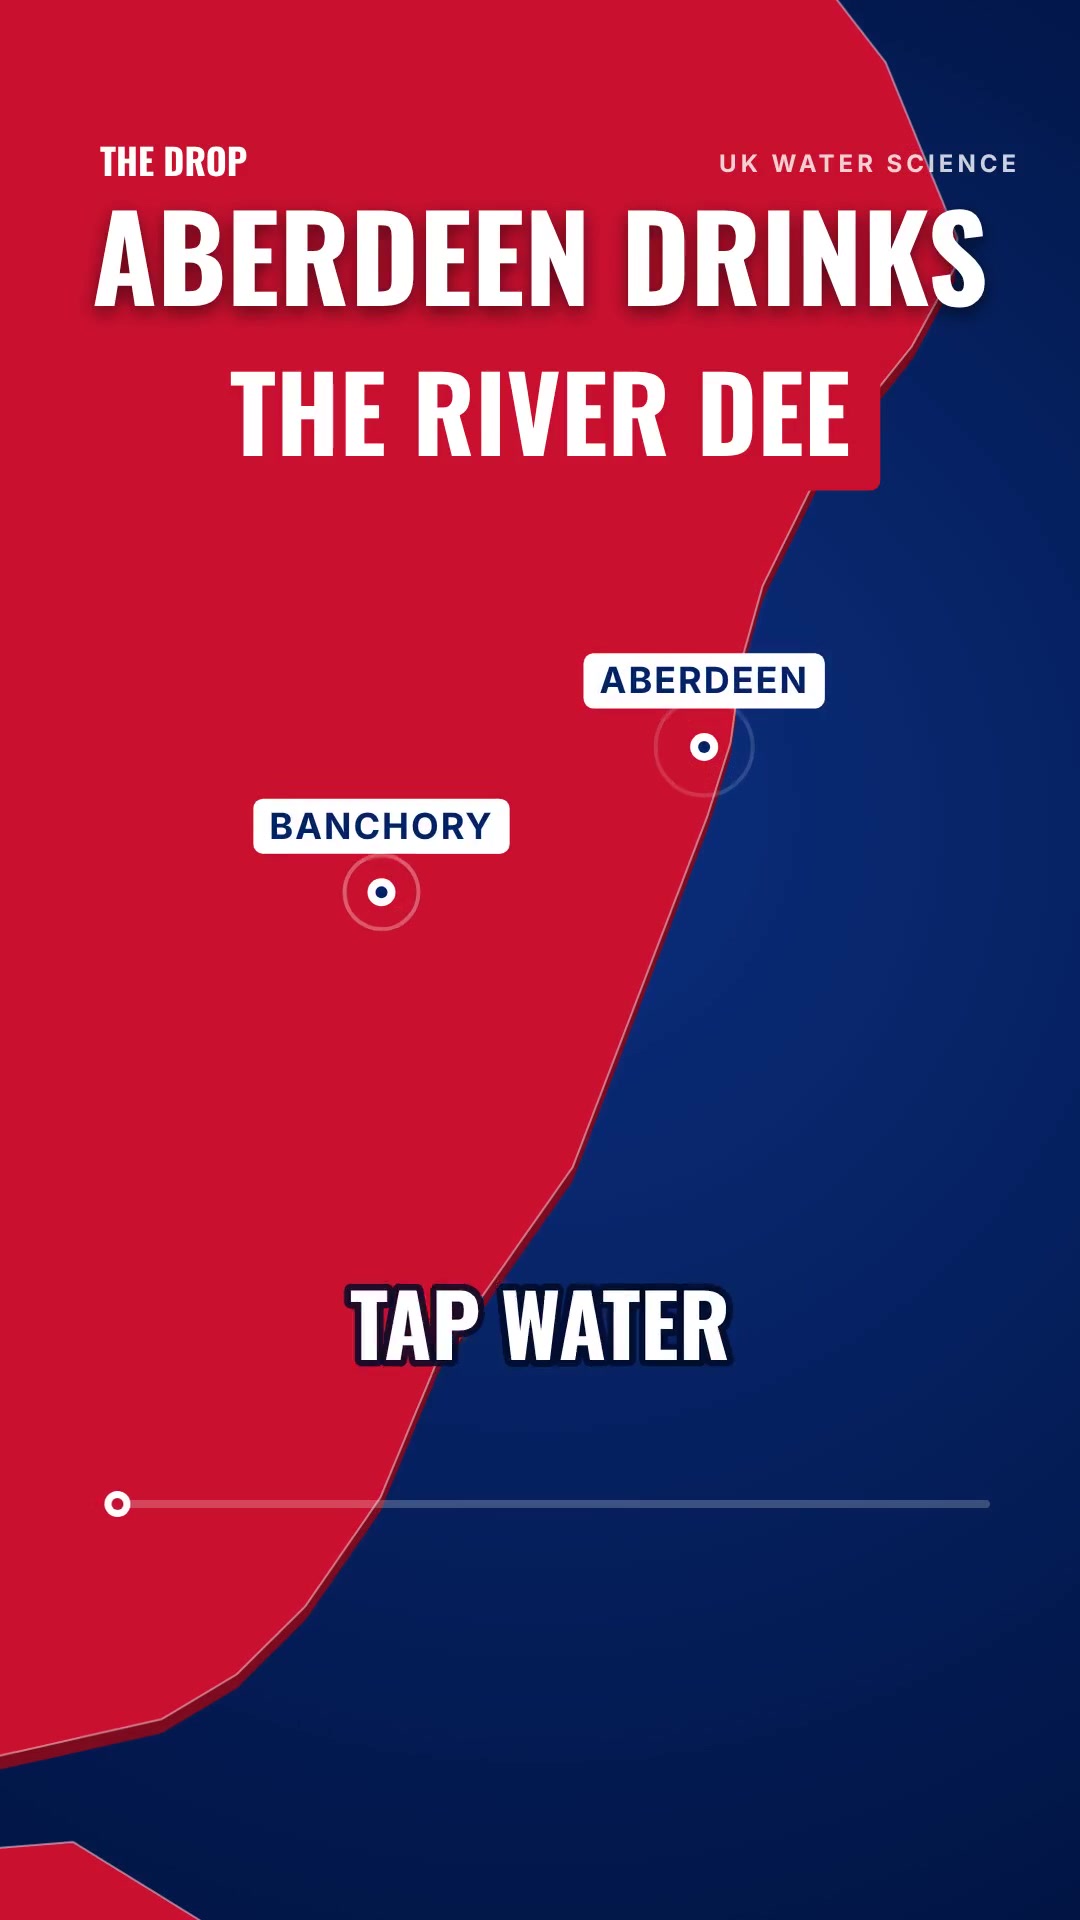 THE DROP
UK WATER SCIENCE
ABERDEEN DRINKS
THE RIVER DEE
ABERDEEN
BANCHORY
TAP WATER